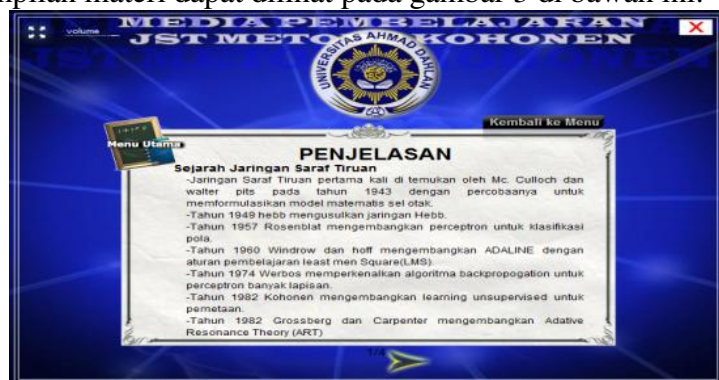 mpilan materi dapat dilihat pada gambar 5 di bawah ini.
volume
MEDIA PEMBELAJARAN
JST METODE KOHONEN
UNIVERSITAS AHMAD DAHLAN
Kembali ke Menu
Menu Utama
PENJELASAN
Sejarah Jaringan Saraf Tiruan
-Jaringan Saraf Tiruan pertama kali di temukan oleh Mc. Culloch dan
walter pits pada tahun 1943 dengan percobaanya untuk
memformulasikan model matematis sel otak.
-Tahun 1949 hebb mengusulkan jaringan Hebb.
-Tahun 1957 Rosenblat mengembangkan perceptron untuk klasifikasi
pola.
-Tahun 1960 Windrow dan hoff mengembangkan ADALINE dengan
aturan pembelajaran least men Square(LMS).
-Tahun 1974 Werbos memperkenalkan algoritma backpropogation untuk
perceptron banyak lapisan.
-Tahun 1982 Kohonen mengembangkan learning unsupervised untuk
pemetaan.
-Tahun 1982 Grossberg dan Carpenter mengembangkan Adative
Resonance Theory (ART)
1/4